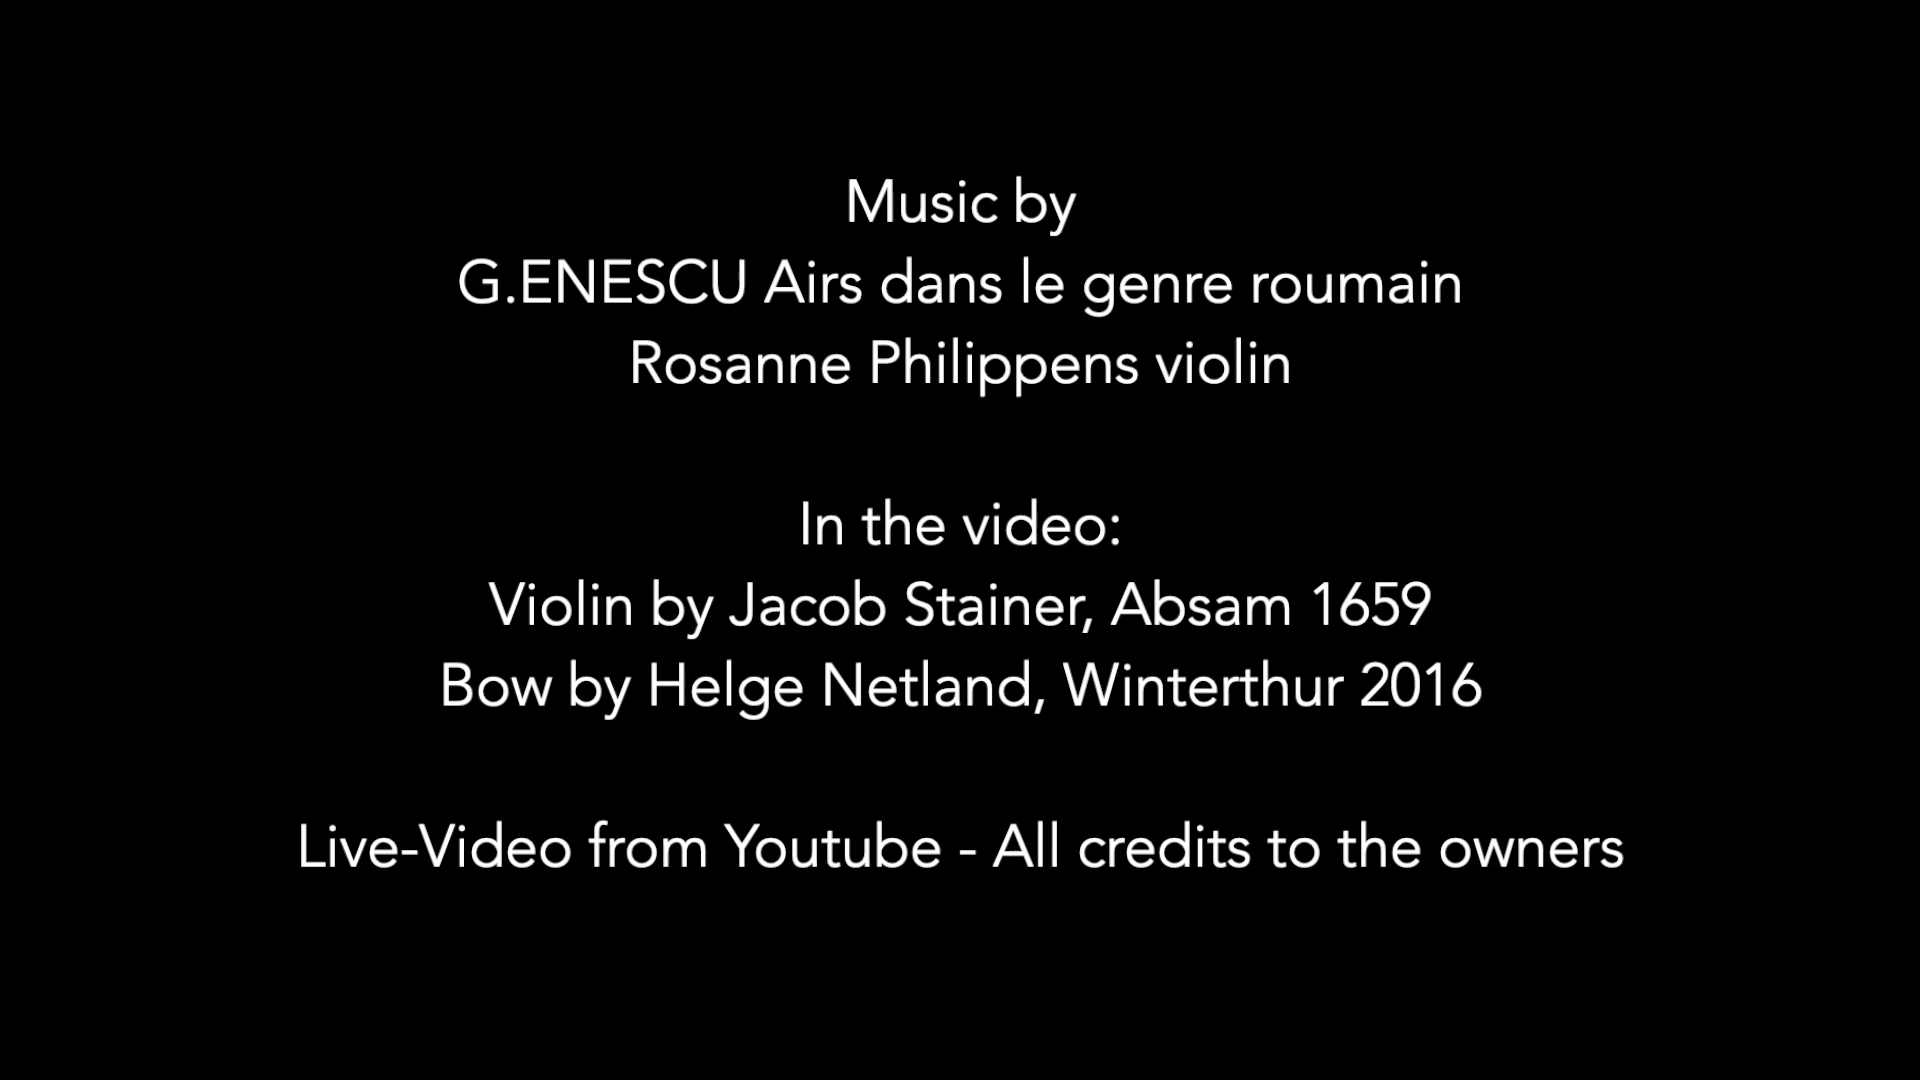 Music by
G.ENESCU Airs dans le genre roumain
Rosanne Philippens violin
In the video:
Violin by Jacob Stainer, Absam 1659
Bow by Helge Netland, Winterthur 2016
Live-Video from Youtube - All credits to the owners